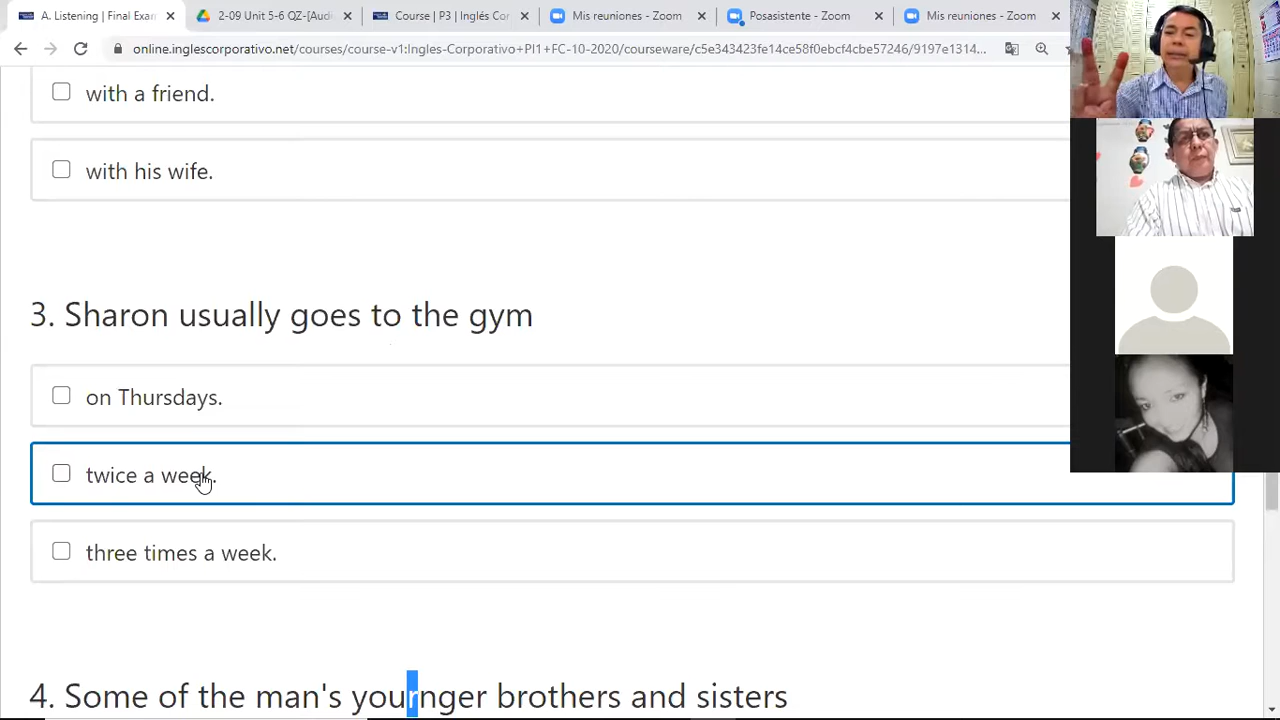 A. Listening | Final Exam
2-09 Unit 5-6 QZ-[Aud
Course | PI1 - Inglés Cor
Mis reuniones - Zoom
Posasistente - Zoom
Mis reuniones - Zoom
online.inglescorporativo.net/courses/course-v1:Ingles-Corporativo+PI1+FC-10-2020/courseware/c5e343423fe14ce58f0ebcf4cbe57246/9197e1314...
with a friend.
with his wife.
3. Sharon usually goes to the gym
on Thursdays.
twice a week.
three times a week.
4. Some of the man's yournger brothers and sisters